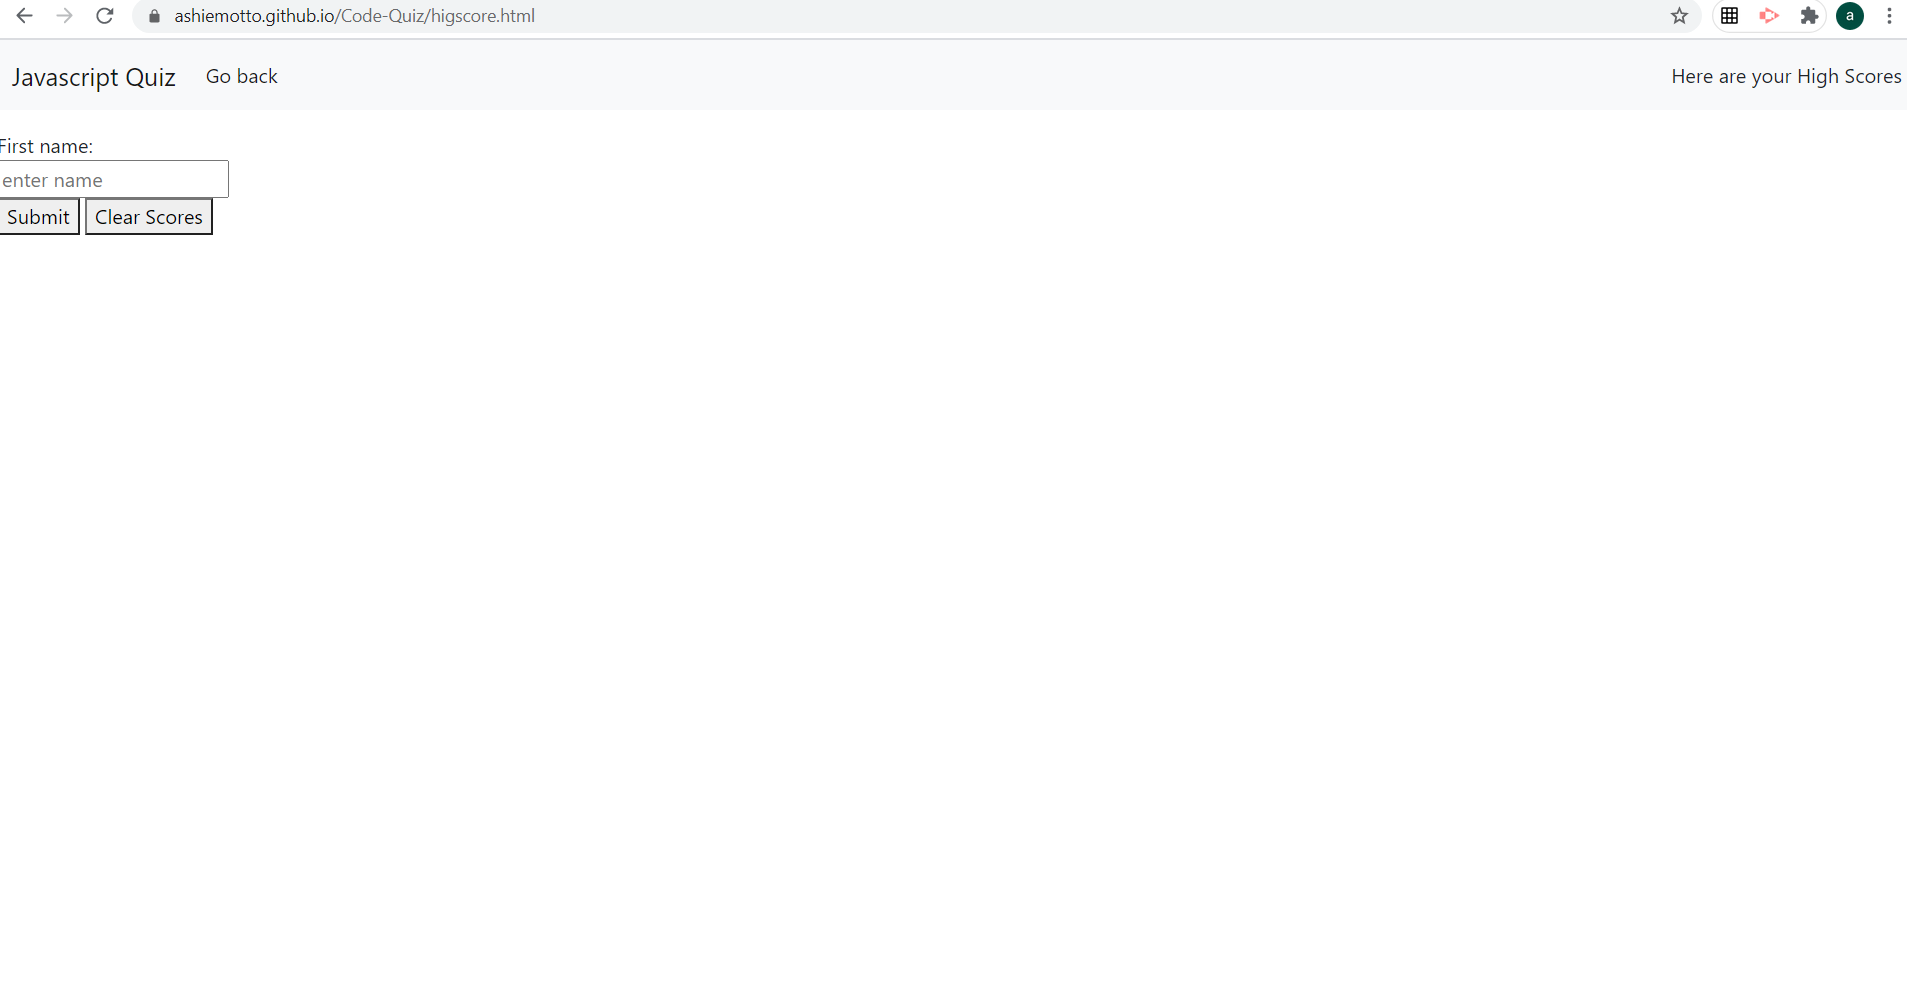 ashiemotto.github.io/Code-Quiz/higscore.html
a
Javascript Quiz Go back Here are your High Scores
First name:
enter name
Submit Clear Scores